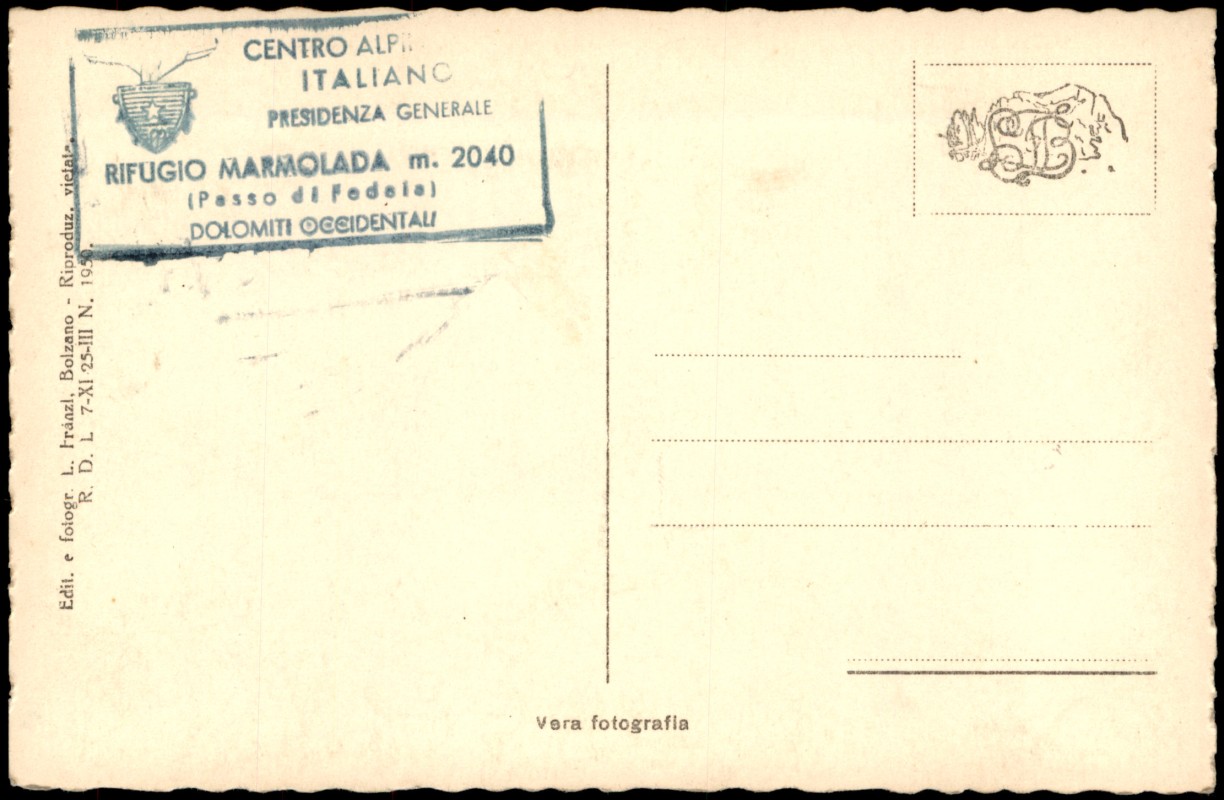 CENTRO ALPI
ITALIANO
PRESIDENZA GENERALE
RIFUGIO MARMOLADA m. 2040
(Passo di Fedaia)
DOLOMITI OCCIDENTALI
Edit. e fotogr. L. Fränzl, Bolzano - Riproduz. vietata.
R. D. L 7-XI 25-III N. 1950.
Vera fotografia